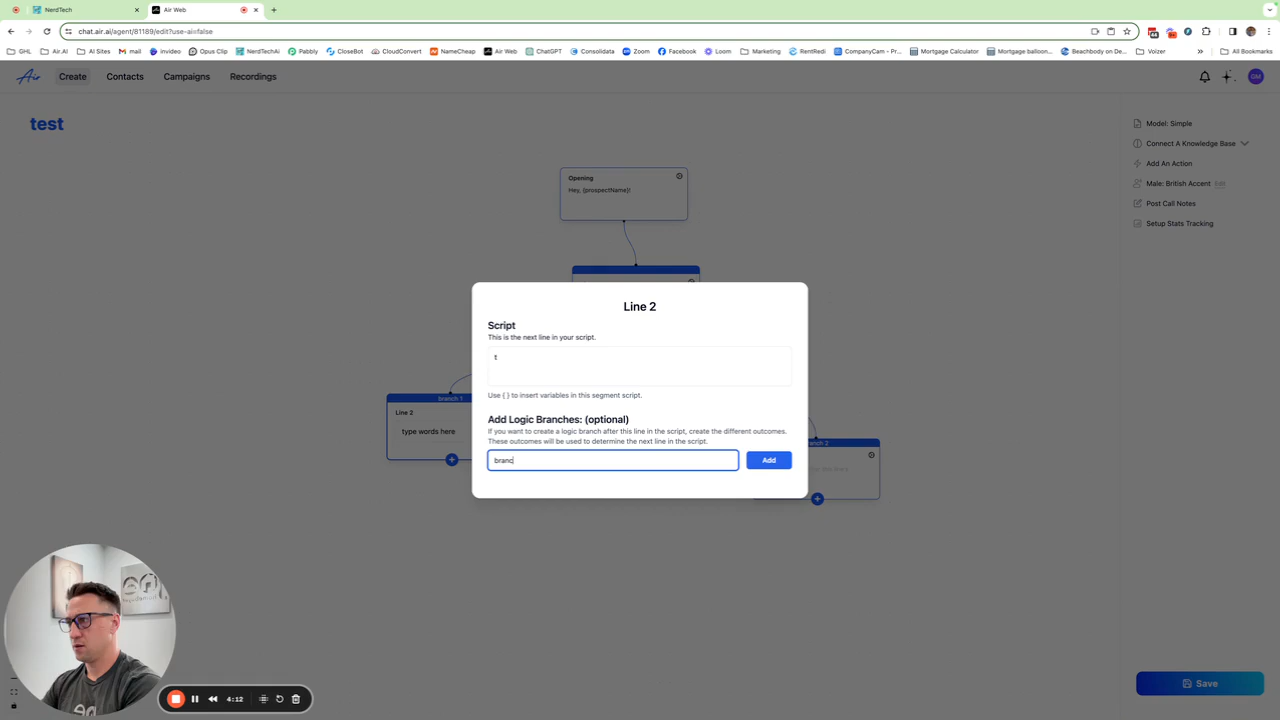 NerdTech
Air Web
chat.air.ai/agent/81189/edit?use-ai=false
GHL
Air.AI
AI Sites
mail
invideo
Opus Clip
NerdTechAi
Pabbly
CloseBot
CloudConvert
NameCheap
Air Web
ChatGPT
Consolidata
Zoom
Facebook
Loom
Marketing
RentRedi
CompanyCam - Pr...
Mortgage Calculator
Mortgage balloon...
Beachbody on De...
Voizer
All Bookmarks
Air
Create
Contacts
Campaigns
Recordings
GM
test
Model: Simple
Connect A Knowledge Base
Add An Action
Male: British Accent Edit
Post Call Notes
Setup Stats Tracking
Opening
Hey, {prospectName}!
Line 2
Script
This is the next line in your script.
t
Use { } to insert variables in this segment script.
Add Logic Branches: (optional)
If you want to create a logic branch after this line in the script, create the different outcomes.
These outcomes will be used to determine the next line in the script.
branc
Add
branch 1
Line 2
type words here
branch 2
4:12
Save